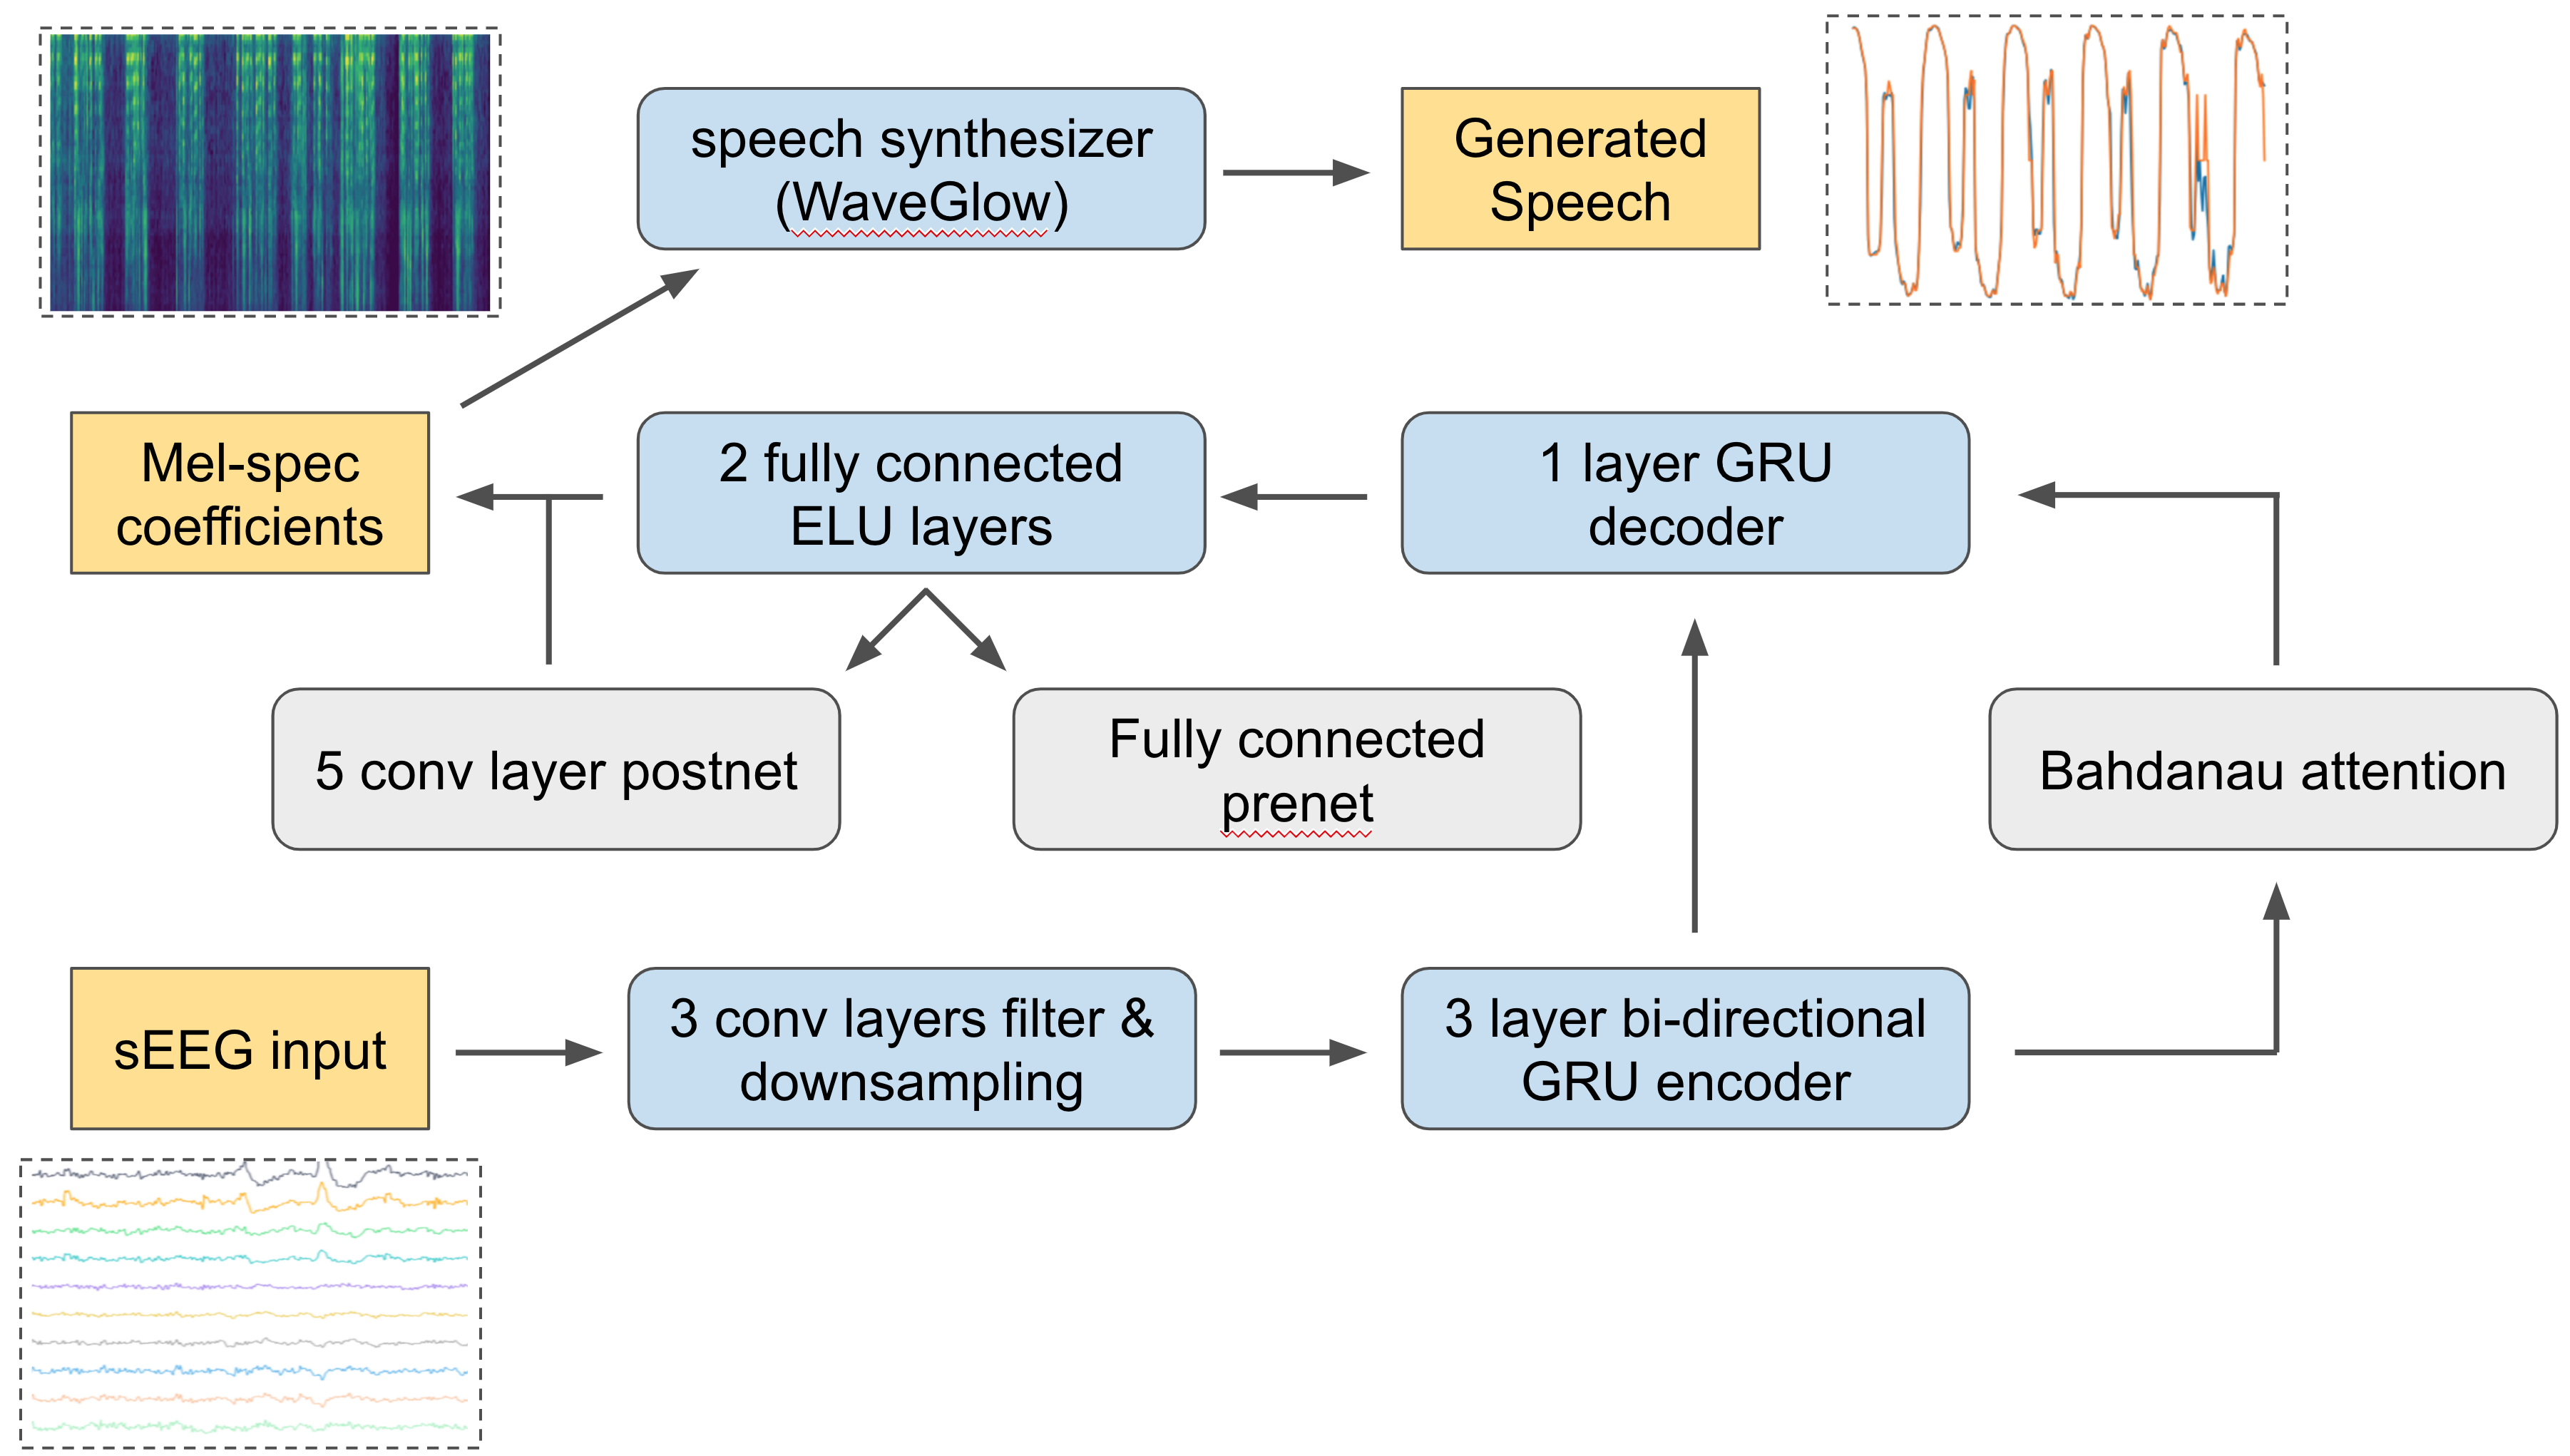 speech synthesizer
(WaveGlow)
Generated
Speech
Mel-spec
coefficients
2 fully connected
ELU layers
1 layer GRU
decoder
5 conv layer postnet
Fully connected
prenet
Bahdanau attention
sEEG input
3 conv layers filter &
downsampling
3 layer bi-directional
GRU encoder